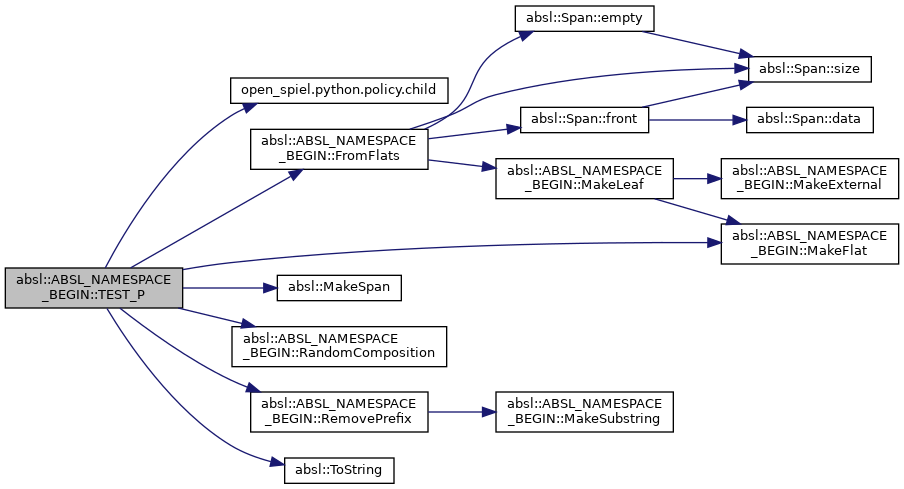 absl::Span::empty
absl::Span::size
open_spiel.python.policy.child
absl::Span::front
absl::Span::data
absl::ABSL_NAMESPACE
_BEGIN::FromFlats
absl::ABSL_NAMESPACE
_BEGIN::MakeLeaf
absl::ABSL_NAMESPACE
_BEGIN::MakeExternal
absl::ABSL_NAMESPACE
_BEGIN::MakeFlat
absl::ABSL_NAMESPACE
_BEGIN::TEST_P
absl::MakeSpan
absl::ABSL_NAMESPACE
_BEGIN::RandomComposition
absl::ABSL_NAMESPACE
_BEGIN::RemovePrefix
absl::ABSL_NAMESPACE
_BEGIN::MakeSubstring
absl::ToString